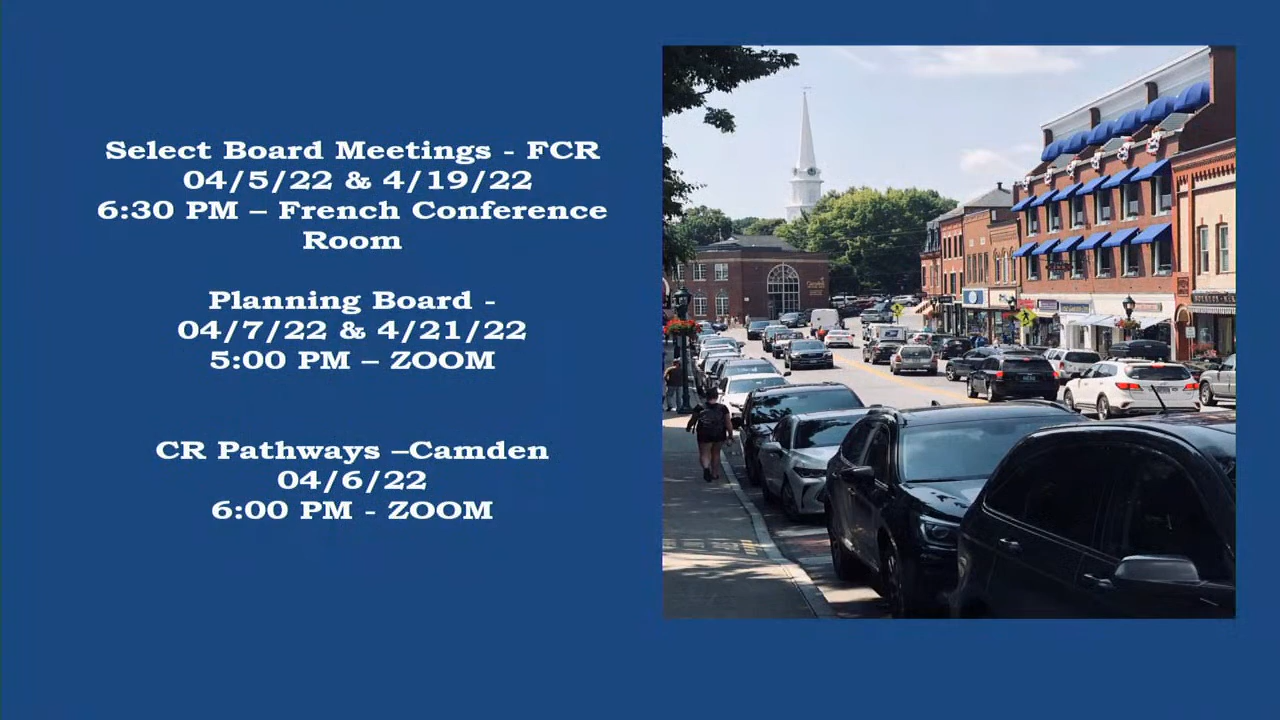 Select Board Meetings - FCR
04/5/22 & 4/19/22
6:30 PM – French Conference
Room
Planning Board -
04/7/22 & 4/21/22
5:00 PM – ZOOM
CR Pathways –Camden
04/6/22
6:00 PM - ZOOM